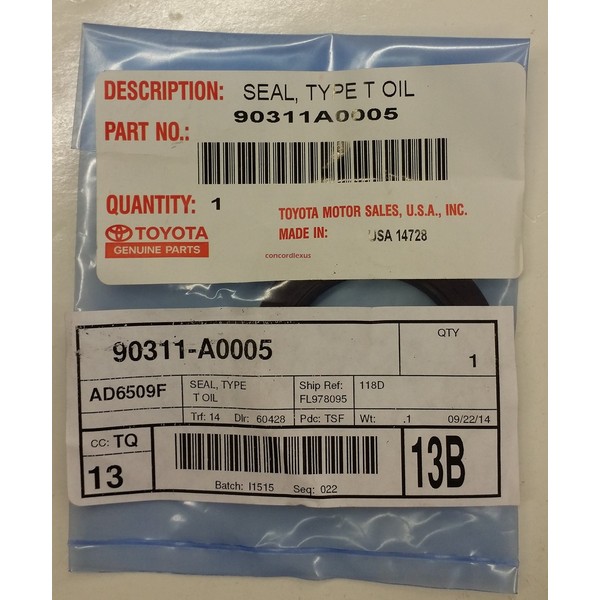 DESCRIPTION: SEAL, TYPE T OIL
90311A0005
PART NO.:
QUANTITY: 1
TOYOTA MOTOR SALES, U.S.A., INC.
TOYOTA
GENUINE PARTS
MADE IN: USA 14728
concordlexus
90311-A0005
QTY
1
AD6509F
SEAL, TYPE
T OIL
Ship Ref:
FL978095
118D
Trf: 14 Dlr: 60428 Pdc: TSF Wt: .1 09/22/14
CC: TQ
13
13B
Batch: I1515 Seq: 022